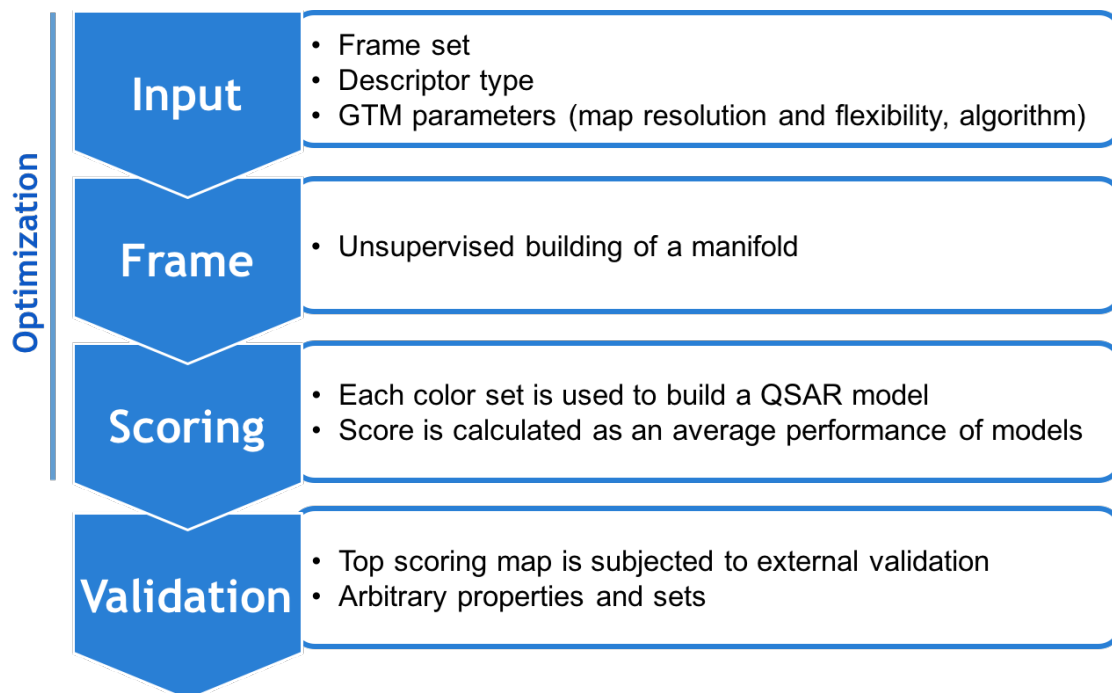 Optimization
Input
• Frame set
• Descriptor type
• GTM parameters (map resolution and flexibility, algorithm)
Frame
• Unsupervised building of a manifold
Scoring
• Each color set is used to build a QSAR model
• Score is calculated as an average performance of models
Validation
• Top scoring map is subjected to external validation
• Arbitrary properties and sets